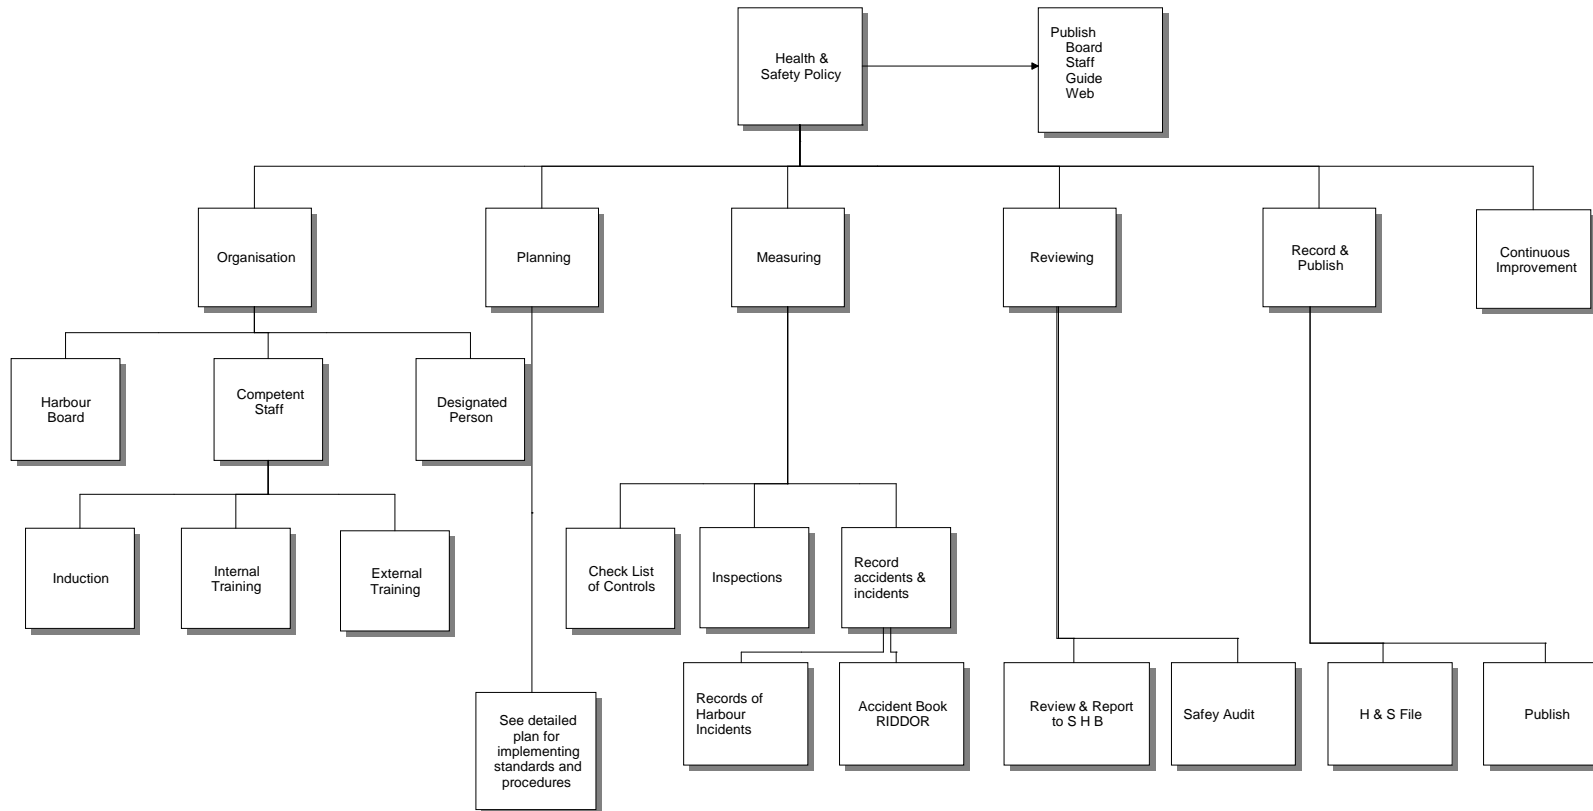 Health &
Safety Policy
Publish
Board
Staff
Guide
Web
Organisation
Planning
Measuring
Reviewing
Record &
Publish
Continuous
Improvement
Harbour
Board
Competent
Staff
Designated
Person
Induction
Internal
Training
External
Training
Check List
of Controls
Inspections
Record
accidents &
incidents
See detailed
plan for
implementing
standards and
procedures
Records of
Harbour
Incidents
Accident Book
RIDDOR
Review & Report
to S H B
Safey Audit
H & S File
Publish